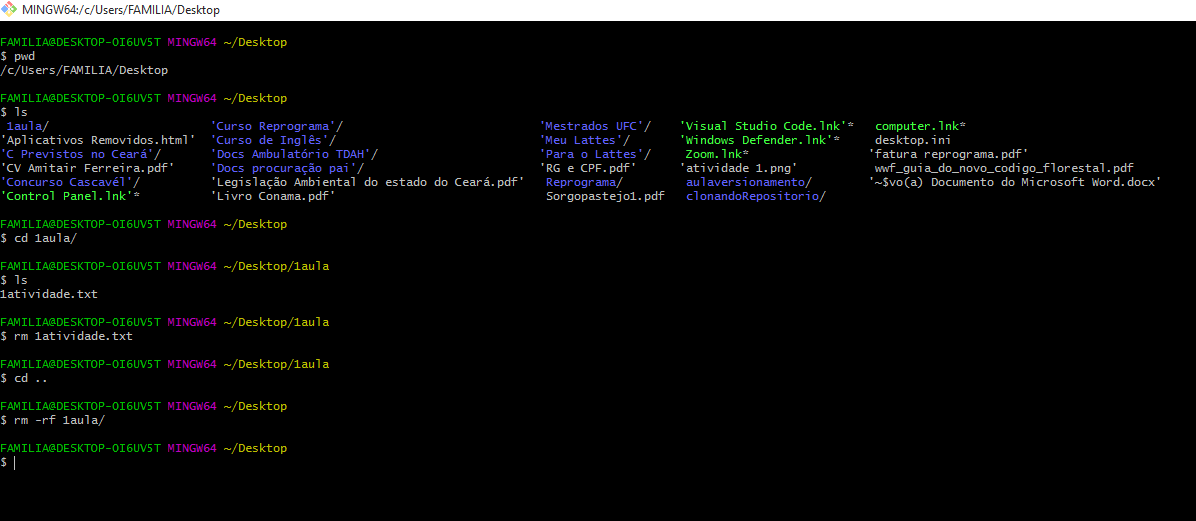 MINGW64:/c/Users/FAMILIA/Desktop
FAMILIA@DESKTOP-OI6UV5T MINGW64 ~/Desktop
$ pwd
/c/Users/FAMILIA/Desktop
FAMILIA@DESKTOP-OI6UV5T MINGW64 ~/Desktop
$ ls
1aula/ 'Curso Reprograma'/ 'Mestrados UFC'/ 'Visual Studio Code.lnk'* computer.lnk*
'Aplicativos Removidos.html' 'Curso de Inglês'/ 'Meu Lattes'/ 'Windows Defender.lnk'* desktop.ini
'C Previstos no Ceará'/ 'Docs Ambulatório TDAH'/ 'Para o Lattes'/ Zoom.lnk* 'fatura reprograma.pdf'
'CV Amitair Ferreira.pdf' 'Docs procuração pai'/ 'RG e CPF.pdf' 'atividade 1.png' wwf_guia_do_novo_codigo_florestal.pdf
'Concurso Cascavél'/ 'Legislação Ambiental do estado do Ceará.pdf' Reprograma/ aulaversionamento/ '~$vo(a) Documento do Microsoft Word.docx'
'Control Panel.lnk'* 'Livro Conama.pdf' Sorgopastejo1.pdf clonandoRepositorio/
FAMILIA@DESKTOP-OI6UV5T MINGW64 ~/Desktop
$ cd 1aula/
FAMILIA@DESKTOP-OI6UV5T MINGW64 ~/Desktop/1aula
$ ls
1atividade.txt
FAMILIA@DESKTOP-OI6UV5T MINGW64 ~/Desktop/1aula
$ rm 1atividade.txt
FAMILIA@DESKTOP-OI6UV5T MINGW64 ~/Desktop/1aula
$ cd ..
FAMILIA@DESKTOP-OI6UV5T MINGW64 ~/Desktop
$ rm -rf 1aula/
FAMILIA@DESKTOP-OI6UV5T MINGW64 ~/Desktop
$